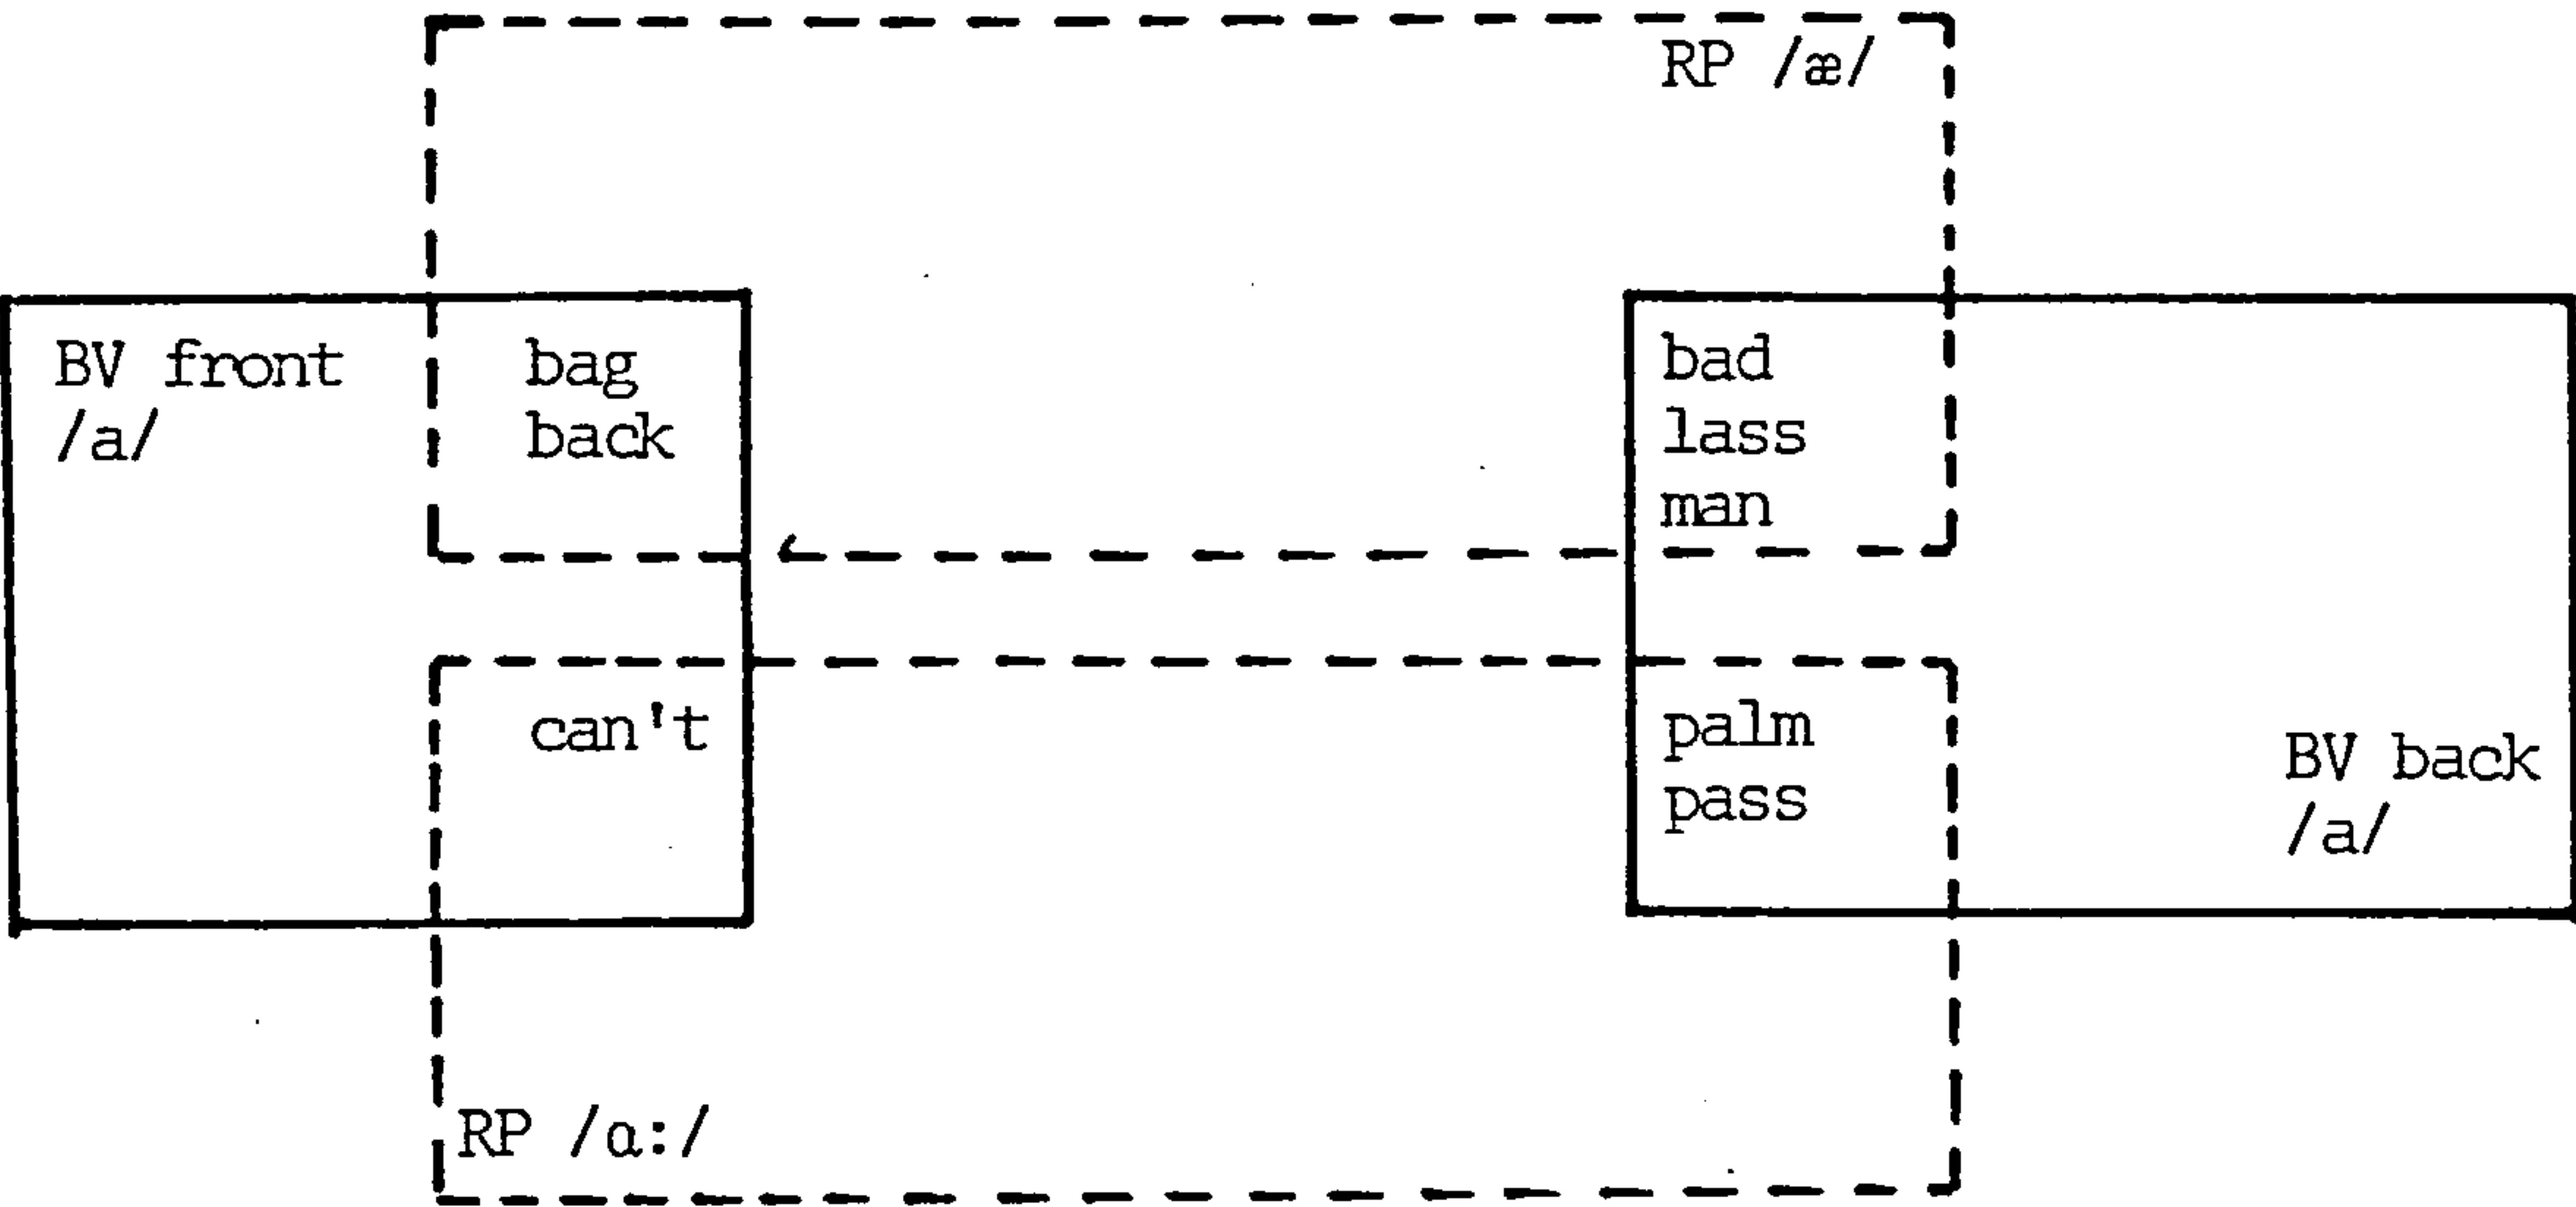 RP /æ/
BV front
/a/
bag
back
bad
lass
man
can't
palm
pass
BV back
/a/
RP /ɑ:/